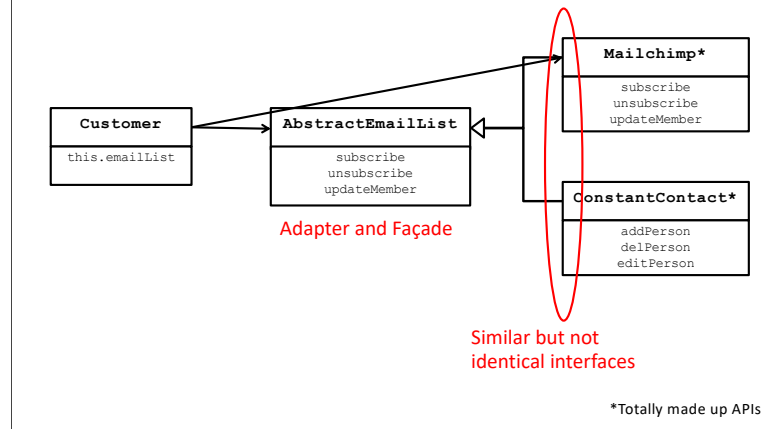 Mailchimp*
subscribe
unsubscribe
updateMember
Customer
this.emailList
AbstractEmailList
subscribe
unsubscribe
updateMember
Adapter and Façade
ConstantContact*
addPerson
delPerson
editPerson
Similar but not
identical interfaces
*Totally made up APIs